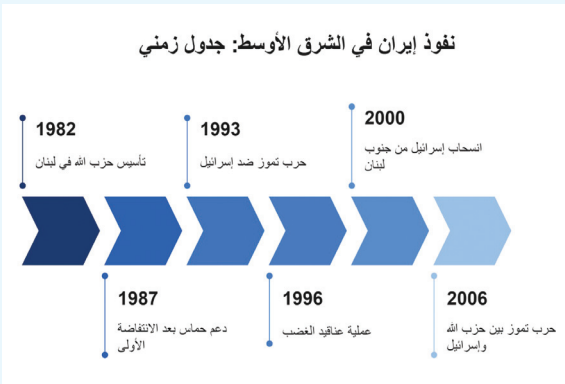 نفوذ إيران في الشرق الأوسط: جدول زمني
1982
تأسيس حزب الله في لبنان
1987
دعم حماس بعد الانتفاضة
الأولى
1993
حرب تموز ضد إسرائيل
1996
عملية عناقيد الغضب
2000
انسحاب إسرائيل من جنوب
لبنان
2006
حرب تموز بين حزب الله
وإسرائيل